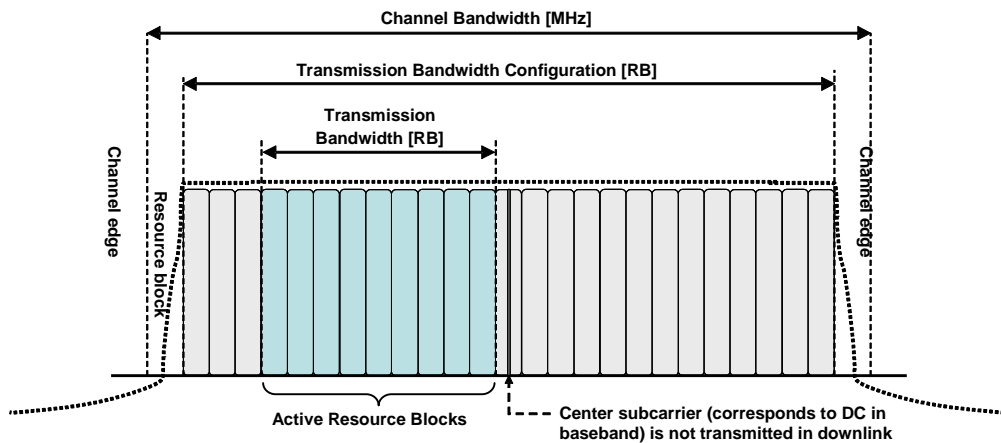 Channel Bandwidth [MHz]
Transmission Bandwidth Configuration [RB]
Transmission
Bandwidth [RB]
Channel edge
Resource block
Channel edge
Active Resource Blocks
Center subcarrier (corresponds to DC in
baseband) is not transmitted in downlink